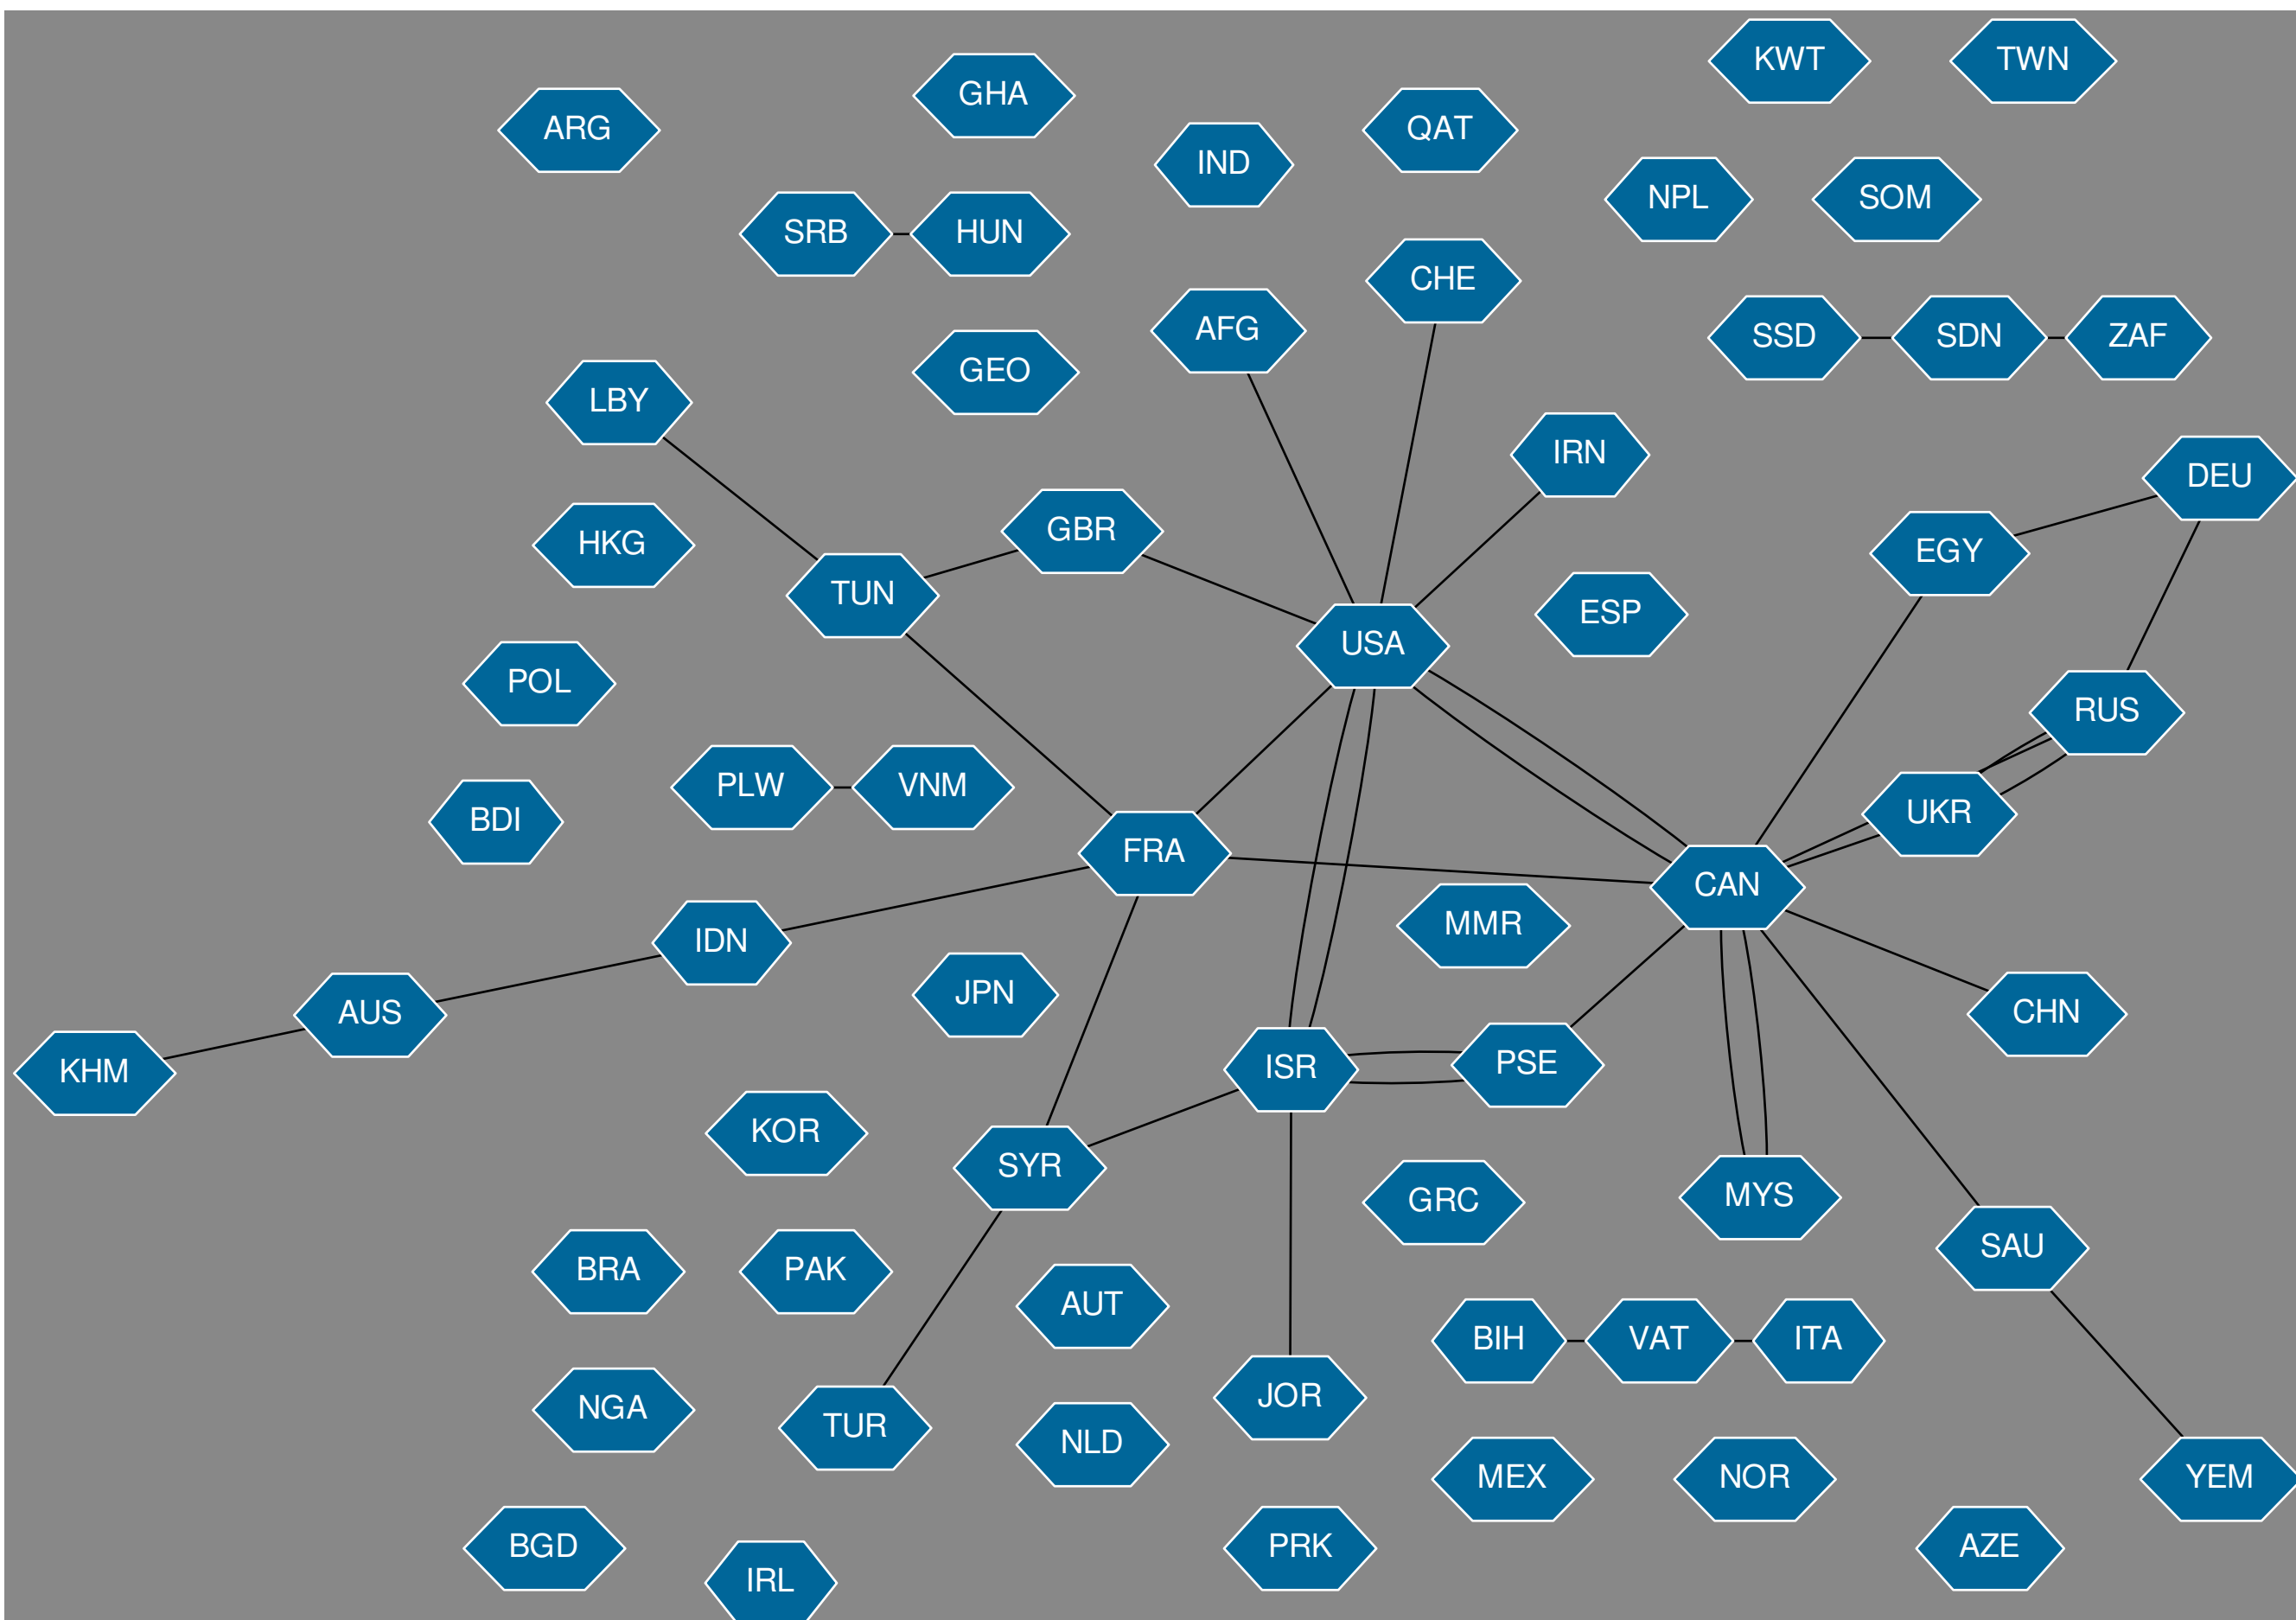 KWT
TWN
GHA
ARG
QAT
IND
NPL
SOM
SRB
HUN
CHE
AFG
SSD
SDN
ZAF
GEO
LBY
IRN
DEU
GBR
HKG
EGY
TUN
ESP
USA
POL
RUS
PLW
VNM
UKR
BDI
FRA
CAN
MMR
IDN
JPN
AUS
CHN
KHM
ISR
PSE
KOR
SYR
MYS
GRC
SAU
BRA
PAK
AUT
BIH
VAT
ITA
JOR
NGA
TUR
NLD
MEX
NOR
YEM
BGD
PRK
AZE
IRL